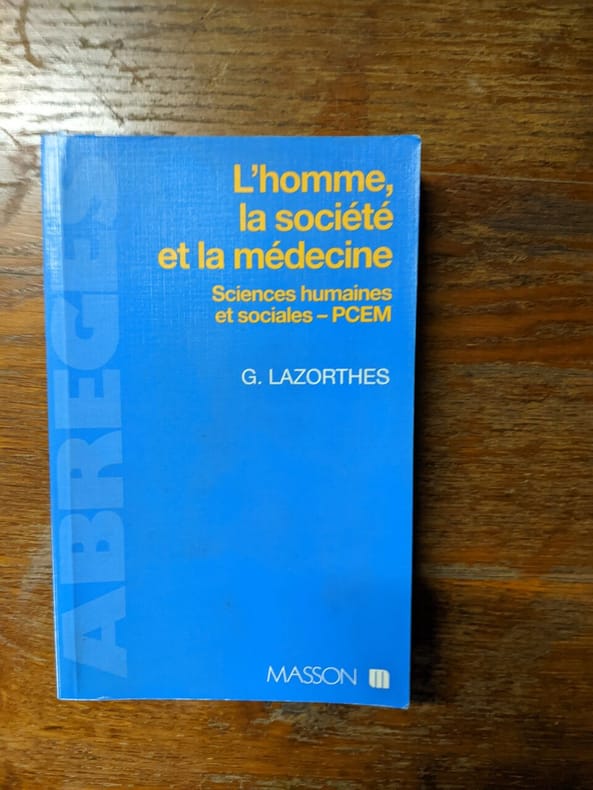 ABREGES
L'homme,
la société
et la médecine
Sciences humaines
et sociales – PCEM
G. LAZORTHES
MASSON m